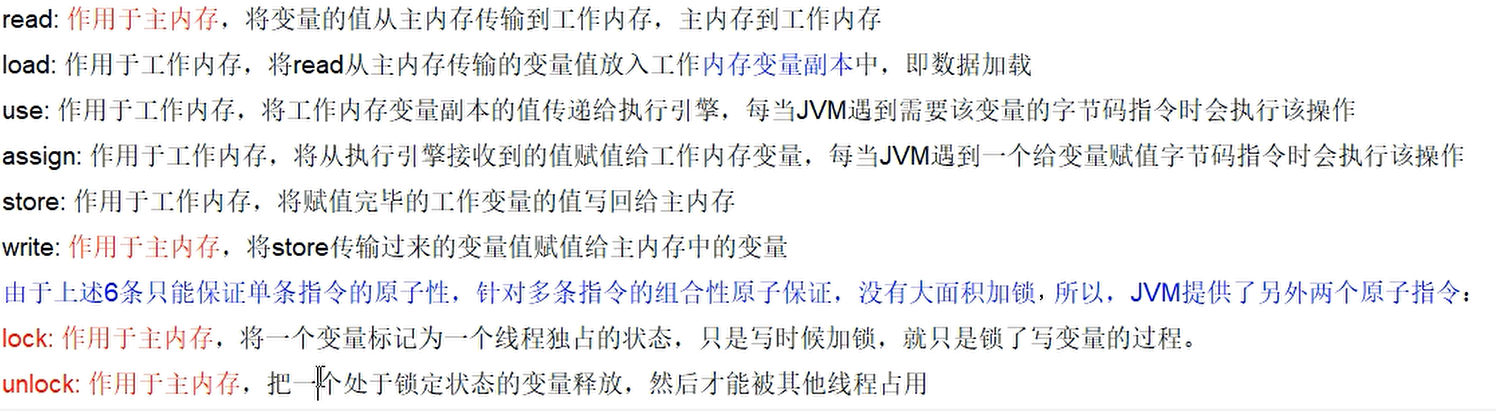 read: 作用于主内存，将变量的值从主内存传输到工作内存，主内存到工作内存
load: 作用于工作内存，将read从主内存传输的变量值放入工作内存变量副本中，即数据加载
use: 作用于工作内存，将工作内存变量副本的值传递给执行引擎，每当JVM遇到需要该变量的字节码指令时会执行该操作
assign: 作用于工作内存，将从执行引擎接收到的值赋值给工作内存变量，每当JVM遇到一个给变量赋值字节码指令时会执行该操作
store: 作用于工作内存，将赋值完毕的工作变量的值写回给主内存
write: 作用于主内存，将store传输过来的变量值赋值给主内存中的变量
由于上述6条只能保证单条指令的原子性，针对多条指令的组合性原子保证，没有大面积加锁，所以，JVM提供了另外两个原子指令：
lock: 作用于主内存，将一个变量标记为一个线程独占的状态，只是写时候加锁，就只是锁了写变量的过程。
unlock: 作用于主内存，把一个处于锁定状态的变量释放，然后才能被其他线程占用